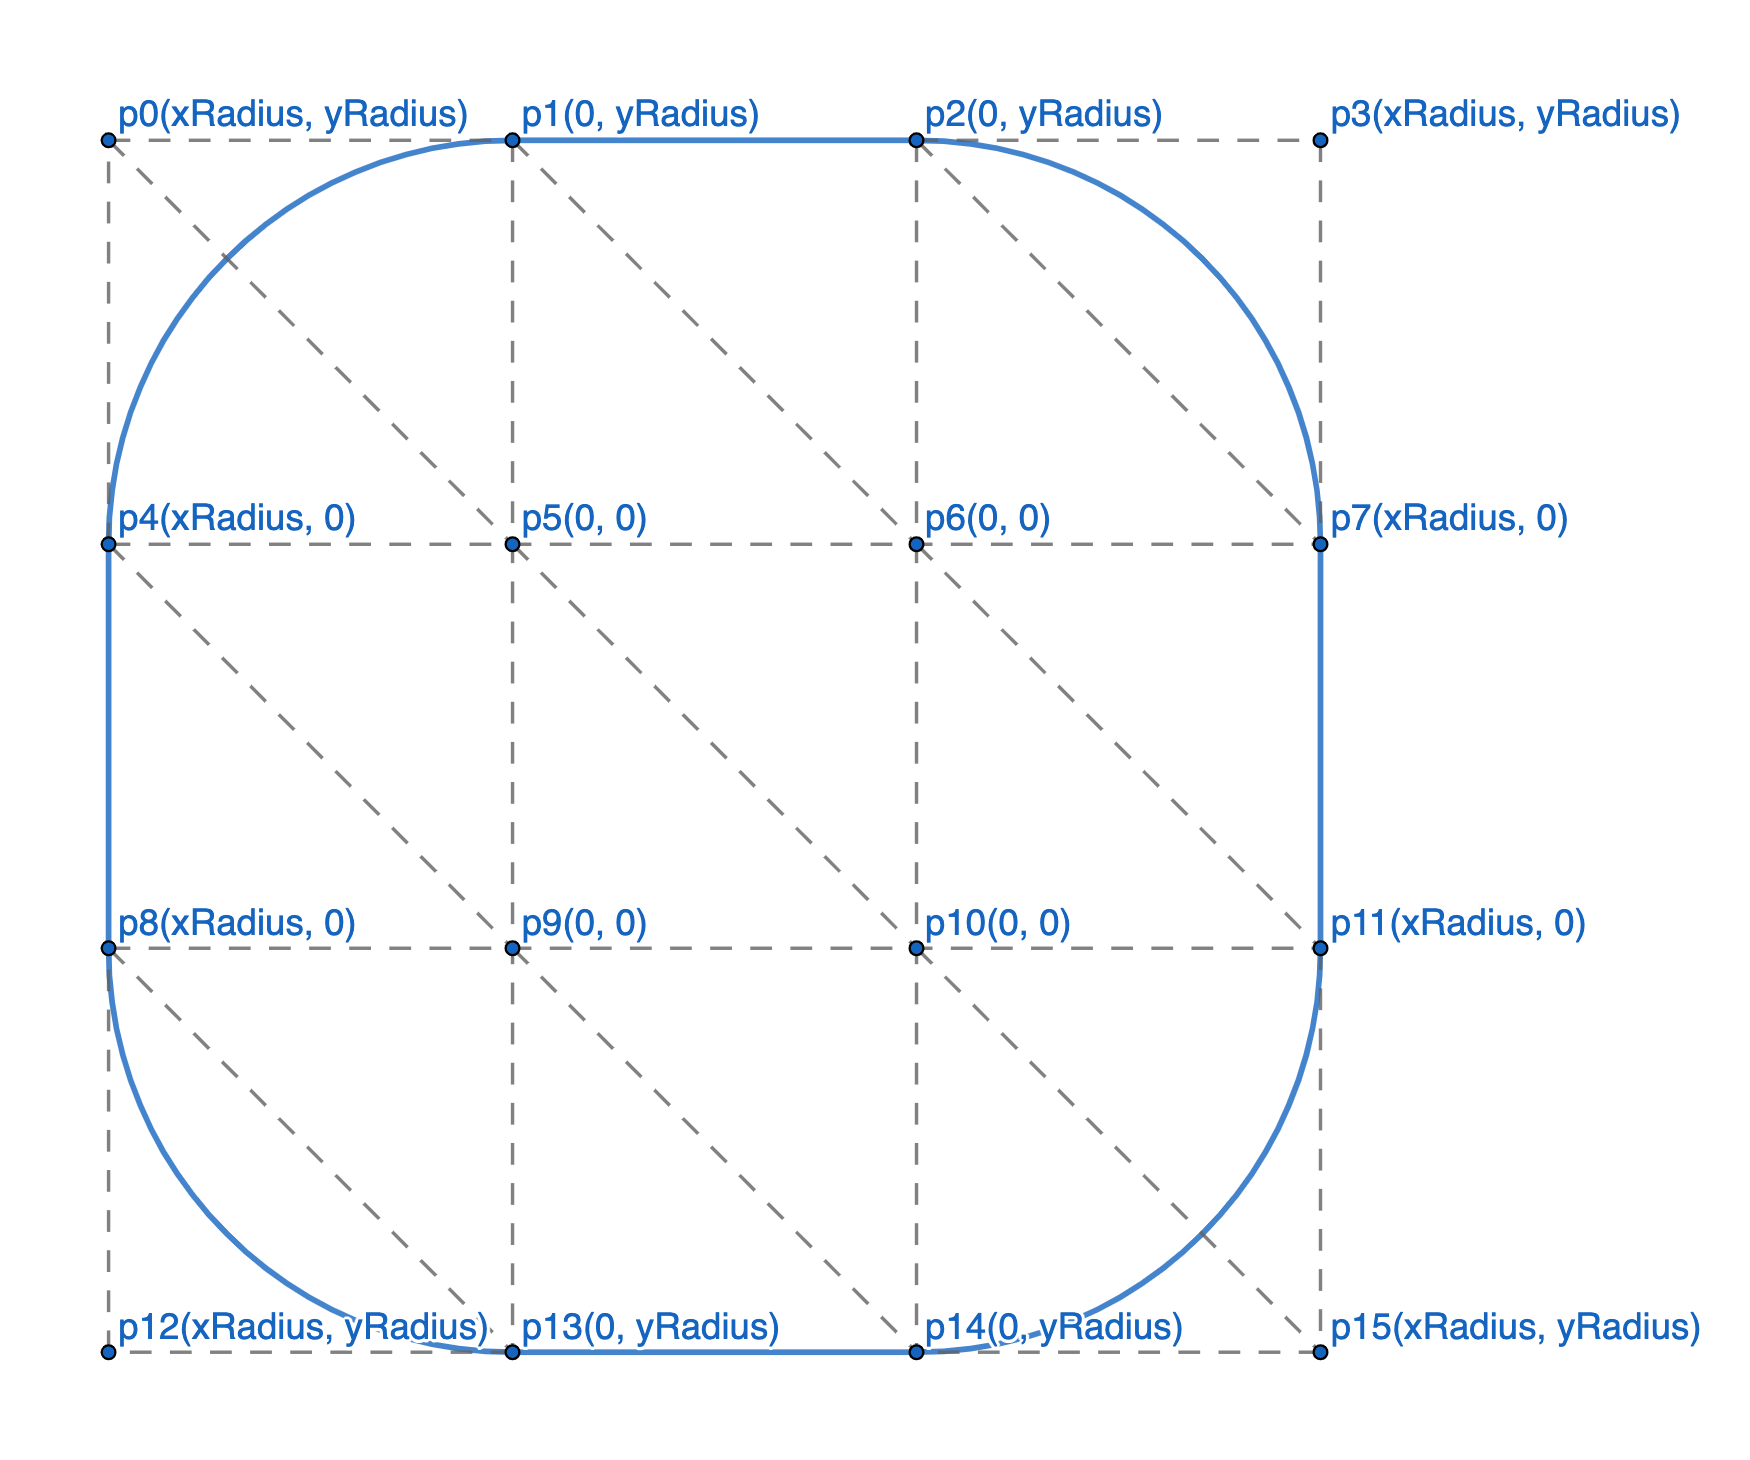 p0(xRadius, yRadius)
p1(0, yRadius)
p2(0, yRadius)
p3(xRadius, yRadius)
p4(xRadius, 0)
p5(0, 0)
p6(0, 0)
p7(xRadius, 0)
p8(xRadius, 0)
p9(0, 0)
p10(0, 0)
p11(xRadius, 0)
p12(xRadius, yRadius)
p13(0, yRadius)
p14(0, yRadius)
p15(xRadius, yRadius)